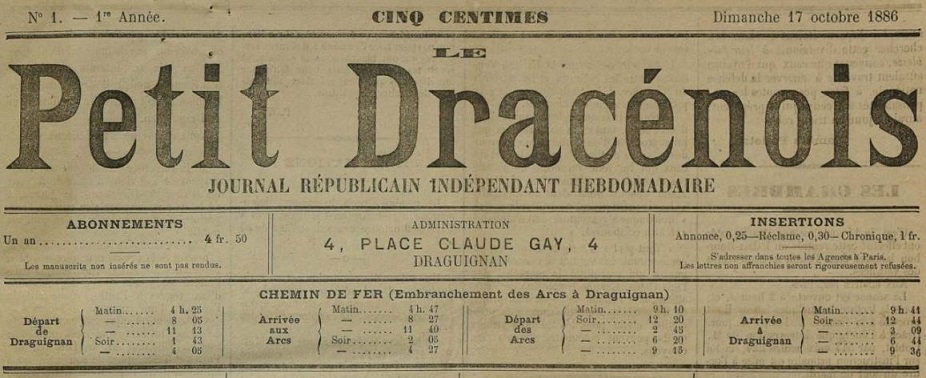 N° 1. — 1re Année.
CINQ CENTIMES
Dimanche 17 octobre 1886
LE
Petit Dracénois
JOURNAL RÉPUBLICAIN INDÉPENDANT HEBDOMADAIRE
ABONNEMENTS
Un an.......................... 4 fr. 50
Les manuscrits non insérés ne sont pas rendus.
ADMINISTRATION
4, PLACE CLAUDE GAY, 4
DRAGUIGNAN
INSERTIONS
Annonce, 0,25—Réclame, 0,30—Chronique, 1 fr.
S'adresser dans toutes les Agences à Paris.
Les lettres non affranchies seront rigoureusement refusées.
CHEMIN DE FER (Embranchement des Arcs à Draguignan)
Départ
de
Draguignan
Matin...... 4 h. 25
— ...... 8 05
— ...... 11 13
Soir...... 1 43
— ...... 4 05
Arrivée
aux
Arcs
Matin...... 4 h. 47
— ...... 8 27
— ...... 11 40
Soir...... 2 05
— ...... 4 27
Départ
des
Arcs
Matin...... 9 h. 10
Soir...... 12 20
— ...... 2 45
— ...... 6 20
— ...... 9 15
Arrivée
à
Draguignan
Matin...... 9 h. 41
Soir...... 12 44
— ...... 3 09
— ...... 6 44
— ...... 9 36